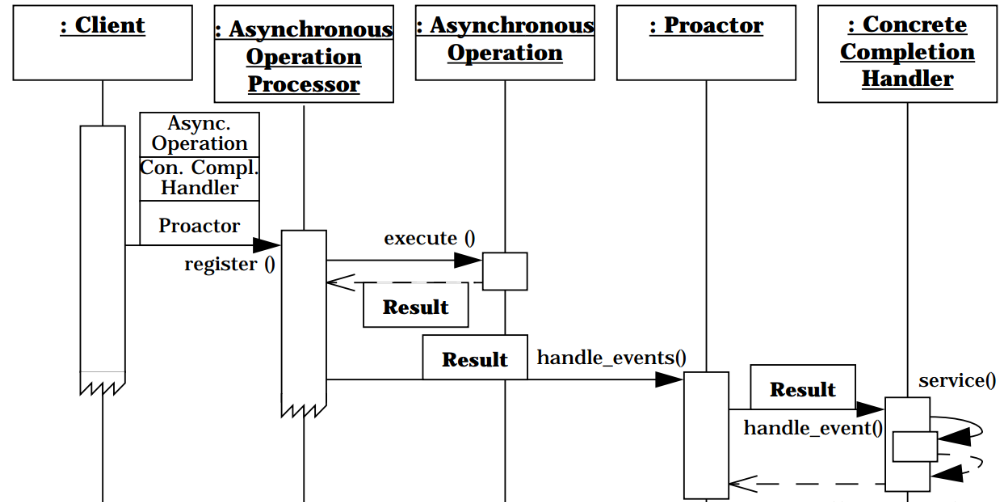 : Client
: Asynchronous
Operation
Processor
: Asynchronous
Operation
: Proactor
: Concrete
Completion
Handler
Async.
Operation
Con. Compl.
Handler
Proactor
register ()
execute ()
Result
Result
handle_events()
Result
handle_event()
service()